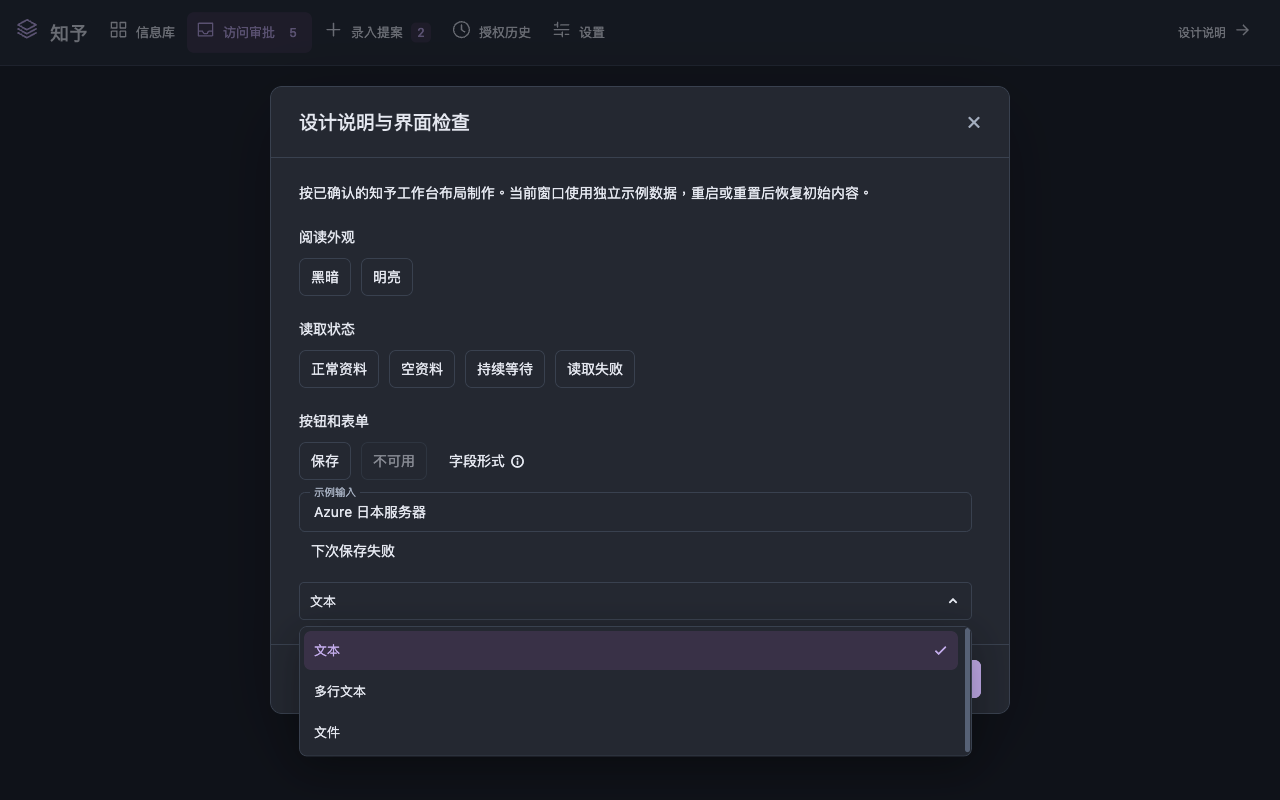 知予 信息库 访问审批 5 录入提案 2 授权历史 设置 设计说明
设计说明与界面检查
按已确认的知予工作台布局制作。当前窗口使用独立示例数据，重启或重置后恢复初始内容。
阅读外观
黑暗 明亮
读取状态
正常资料 空资料 持续等待 读取失败
按钮和表单
保存 不可用 字段形式
示例输入
Azure 日本服务器
下次保存失败
文本
文本
多行文本
文件